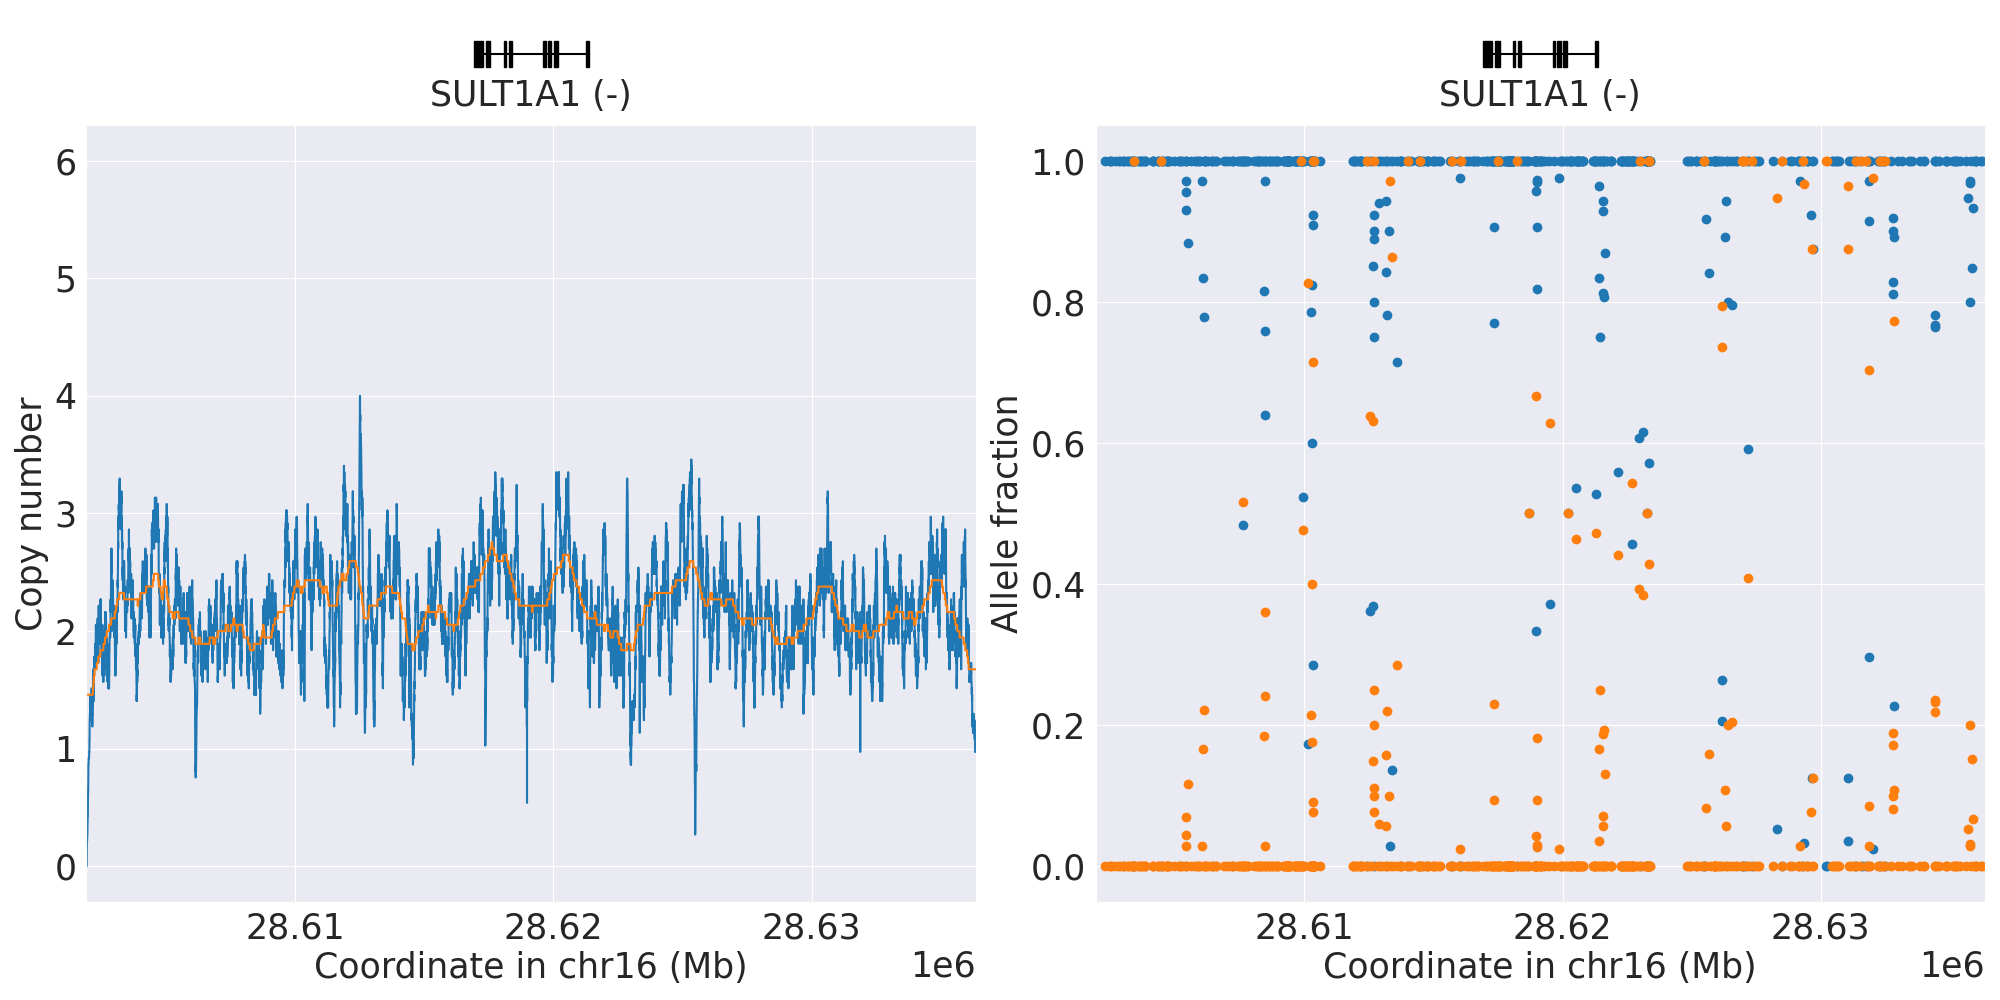 SULT1A1 (-)
Copy number
6
5
4
3
2
1
0
28.61 28.62 28.63
Coordinate in chr16 (Mb) 1e6
SULT1A1 (-)
Allele fraction
1.0
0.8
0.6
0.4
0.2
0.0
28.61 28.62 28.63
Coordinate in chr16 (Mb) 1e6